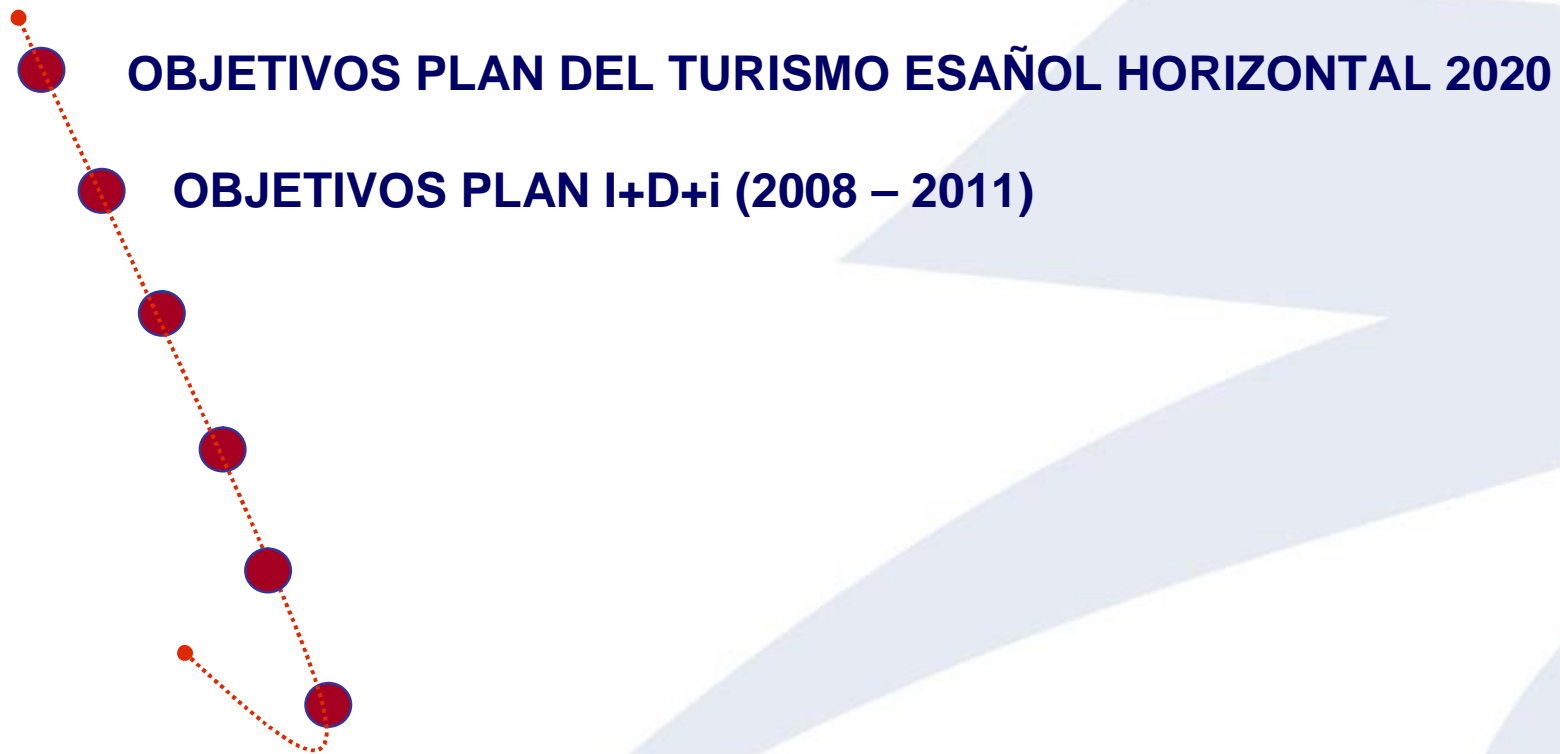 OBJETIVOS PLAN DEL TURISMO ESAÑOL HORIZONTAL 2020
OBJETIVOS PLAN I+D+i (2008 – 2011)